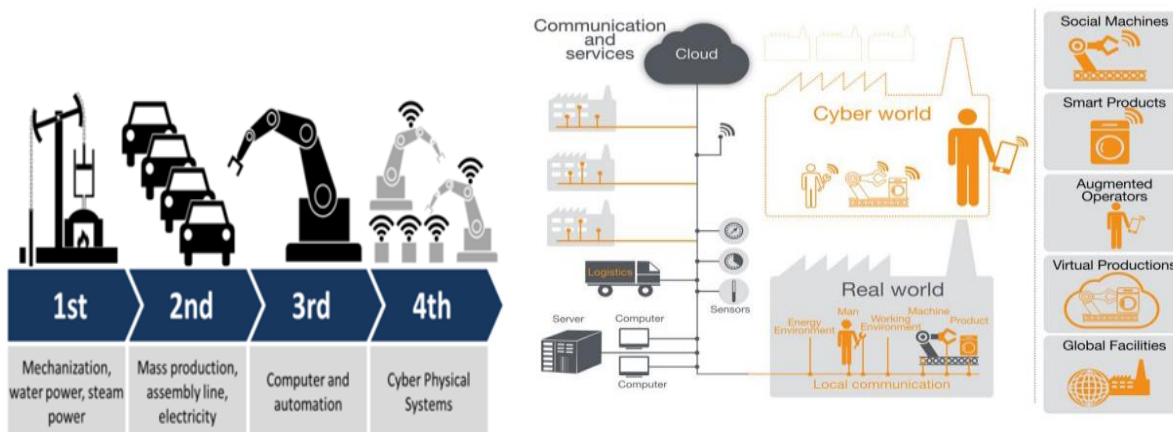 1st
2nd
3rd
4th
Mechanization,
water power, steam
power
Mass production,
assembly line,
electricity
Computer and
automation
Cyber Physical
Systems
Communication
and
services
Cloud
Logistics
Sensors
Server
Computer
Computer
Cyber world
Real world
Energy
Environment
Man
Working
Environment
Machine
Product
Local communication
Social Machines
Smart Products
Augmented
Operators
Virtual Productions
Global Facilities